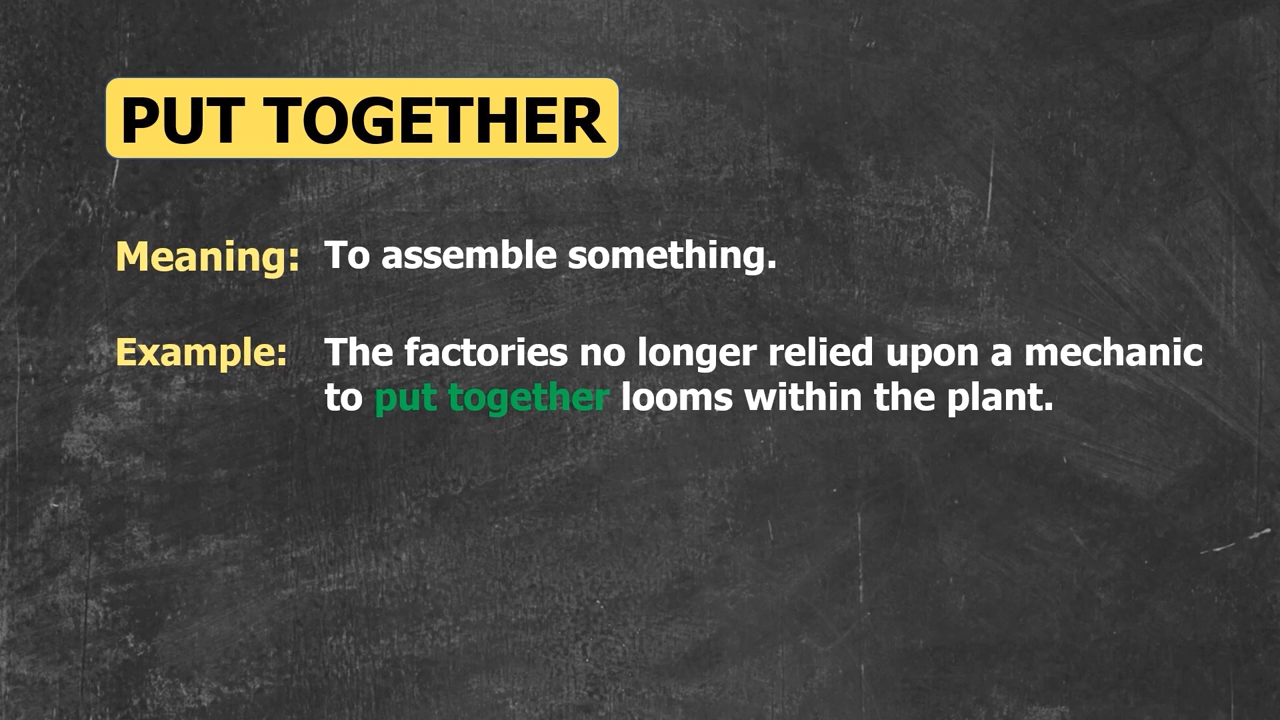 PUT TOGETHER
Meaning: To assemble something.
Example: The factories no longer relied upon a mechanic
to put together looms within the plant.